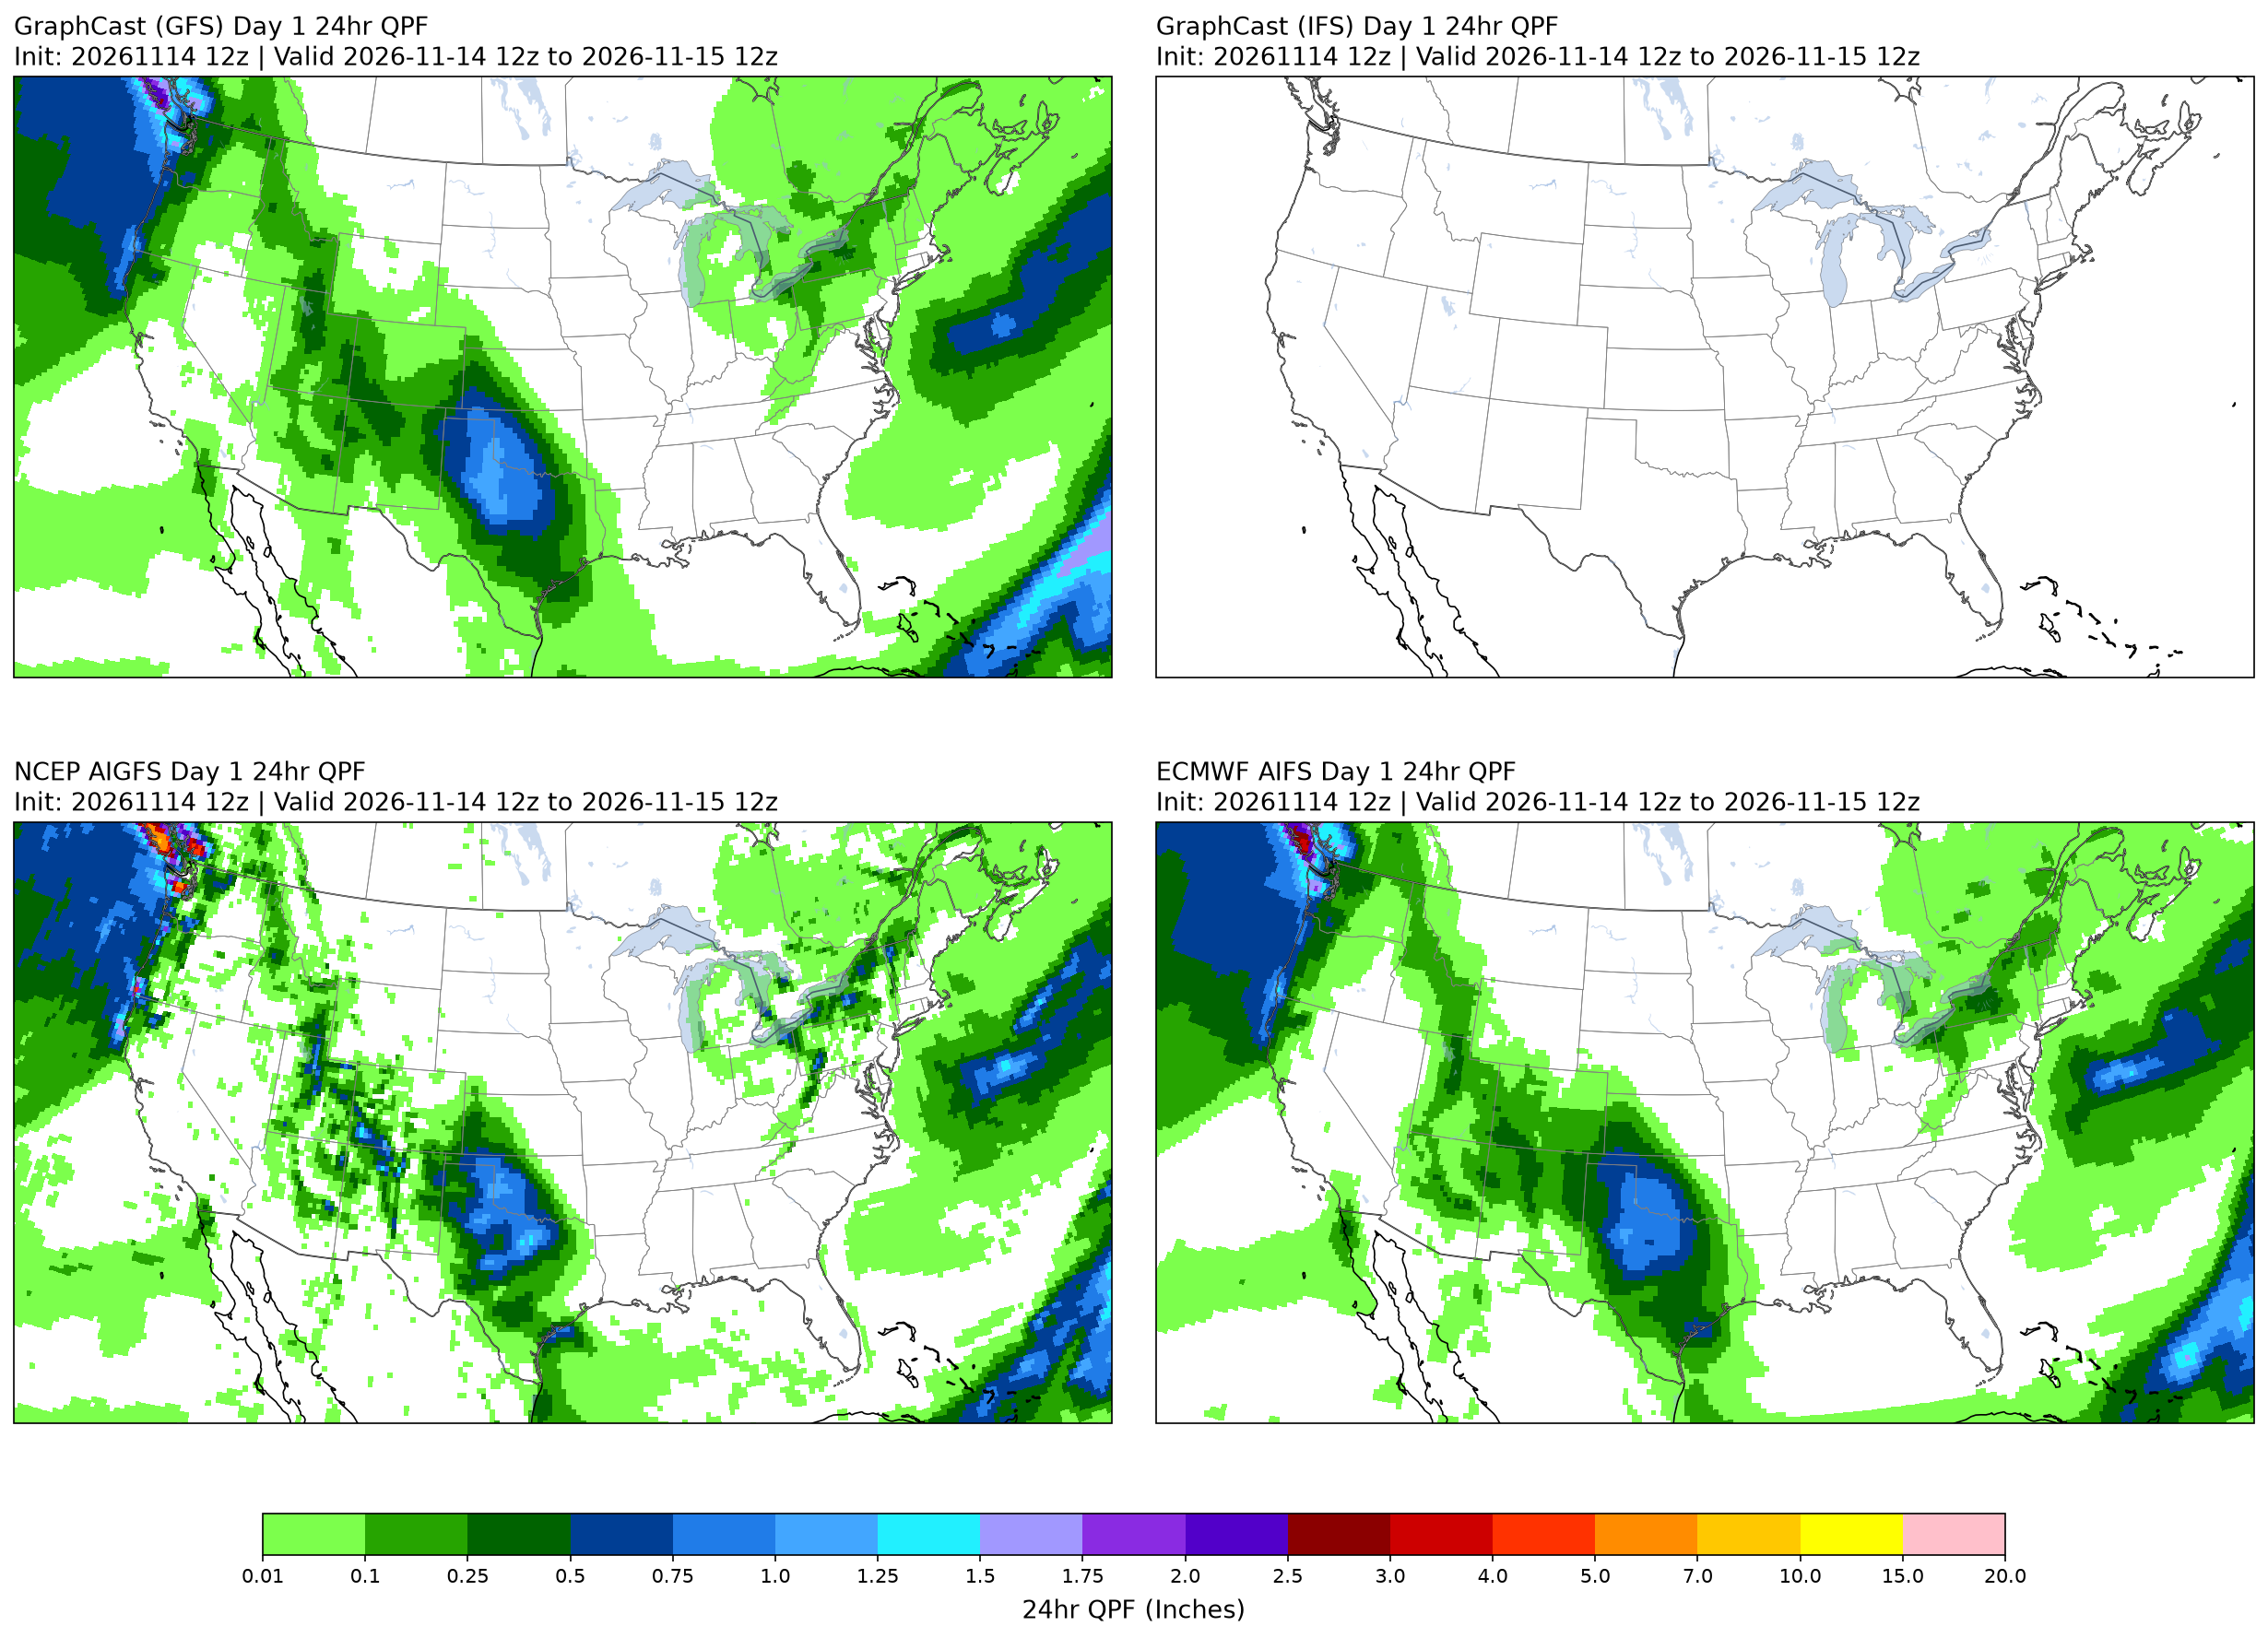 GraphCast (GFS) Day 1 24hr QPF
Init: 20261114 12z | Valid 2026-11-14 12z to 2026-11-15 12z
GraphCast (IFS) Day 1 24hr QPF
Init: 20261114 12z | Valid 2026-11-14 12z to 2026-11-15 12z
NCEP AIGFS Day 1 24hr QPF
Init: 20261114 12z | Valid 2026-11-14 12z to 2026-11-15 12z
ECMWF AIFS Day 1 24hr QPF
Init: 20261114 12z | Valid 2026-11-14 12z to 2026-11-15 12z
0.01 0.1 0.25 0.5 0.75 1.0 1.25 1.5 1.75 2.0 2.5 3.0 4.0 5.0 7.0 10.0 15.0 20.0
24hr QPF (Inches)